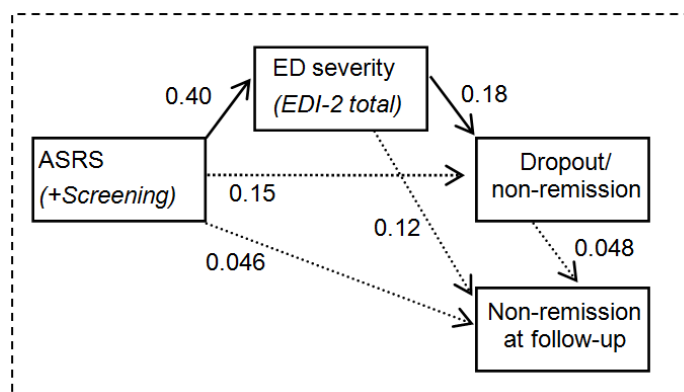 ED severity
(EDI-2 total)
0.40
0.18
ASRS
(+Screening)
Dropout/
non-remission
0.15
0.12
0.048
0.046
Non-remission
at follow-up